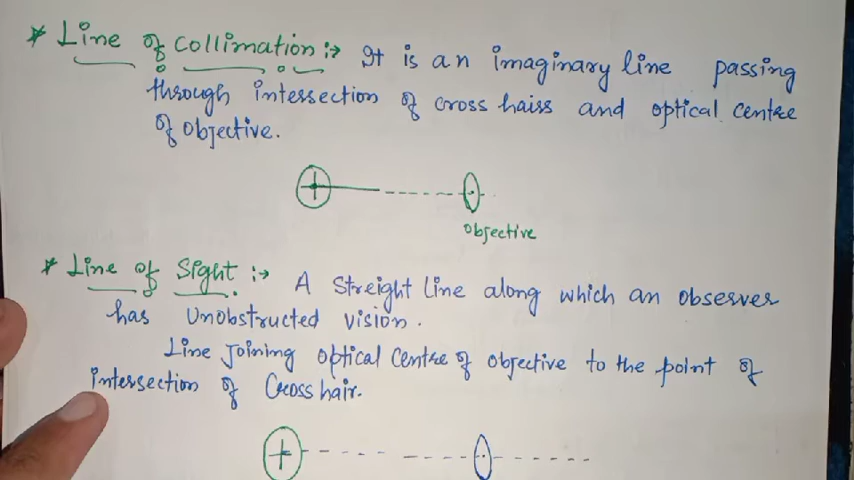 * Line of Collimation :→ It is an imaginary line passing
through intersection of cross hairs and optical centre
of objective.
objective
* Line of Sight :→ A Streight line along which an observer
has Unobstructed vision.
Line Joining optical Centre of objective to the point of
intersection of Cross hair.